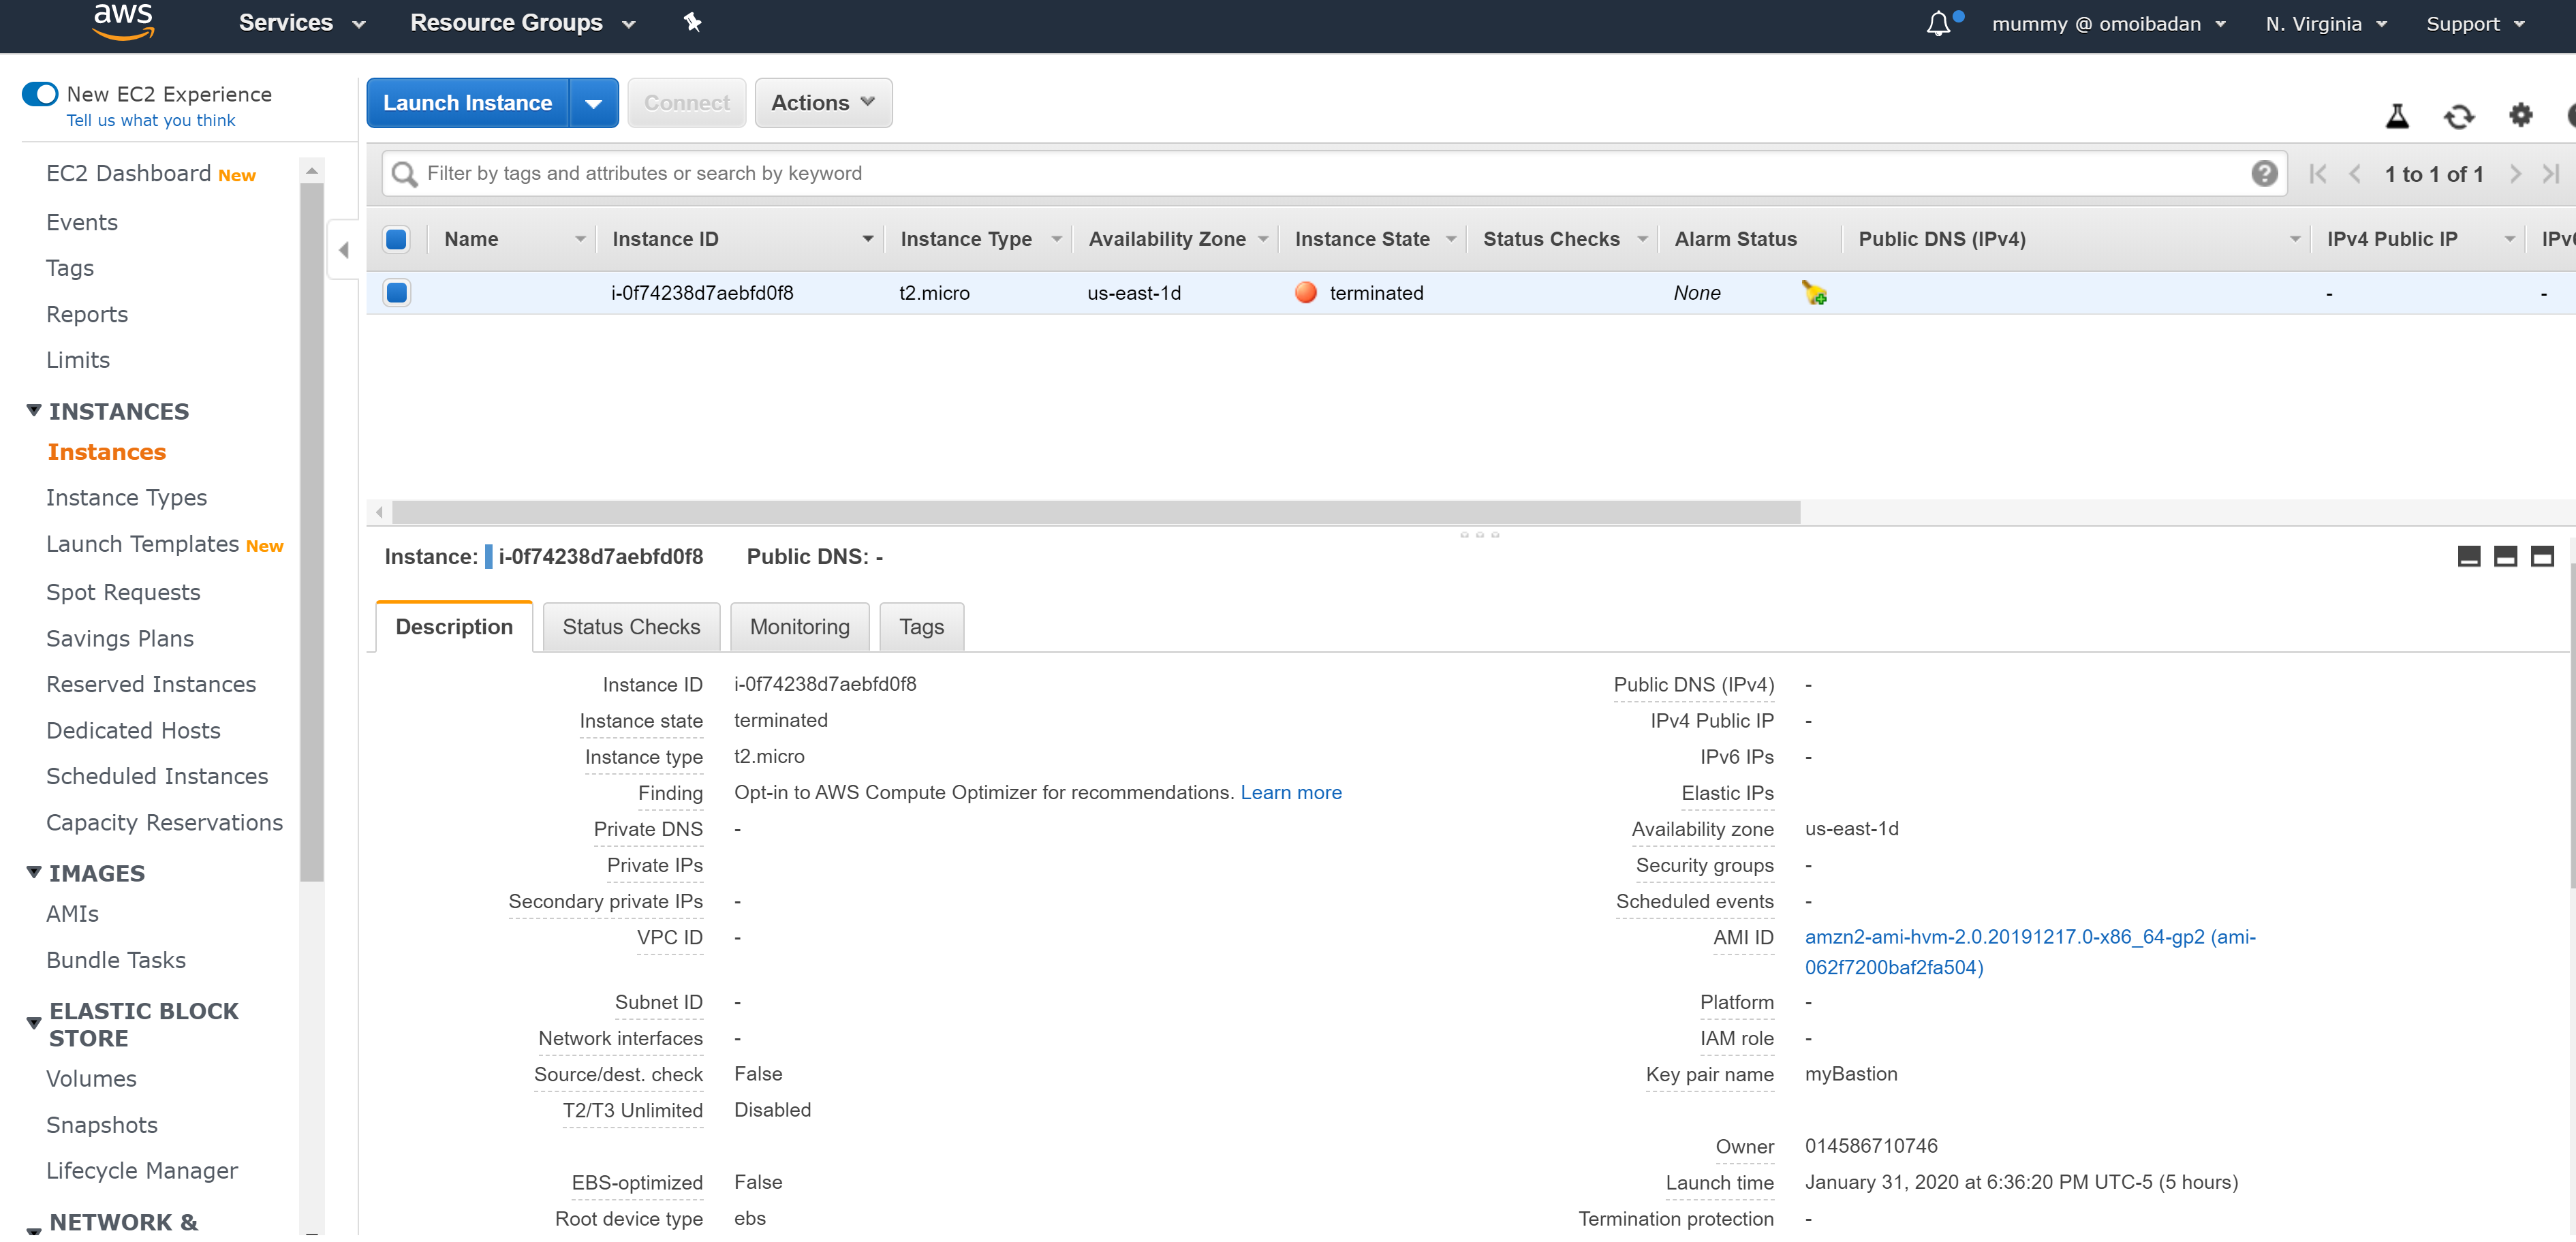 aws Services Resource Groups mummy @ omoibadan N. Virginia Support
New EC2 Experience
Tell us what you think
EC2 Dashboard New
Events
Tags
Reports
Limits
INSTANCES
Instances
Instance Types
Launch Templates New
Spot Requests
Savings Plans
Reserved Instances
Dedicated Hosts
Scheduled Instances
Capacity Reservations
IMAGES
AMIs
Bundle Tasks
ELASTIC BLOCK
STORE
Volumes
Snapshots
Lifecycle Manager
NETWORK &
Launch Instance Connect Actions
Filter by tags and attributes or search by keyword 1 to 1 of 1
Name Instance ID Instance Type Availability Zone Instance State Status Checks Alarm Status Public DNS (IPv4) IPv4 Public IP
i-0f74238d7aebfd0f8 t2.micro us-east-1d terminated None - -
Instance: i-0f74238d7aebfd0f8 Public DNS: -
Description Status Checks Monitoring Tags
Instance ID i-0f74238d7aebfd0f8
Instance state terminated
Instance type t2.micro
Finding Opt-in to AWS Compute Optimizer for recommendations. Learn more
Private DNS -
Private IPs
Secondary private IPs -
VPC ID -
Subnet ID -
Network interfaces -
Source/dest. check False
T2/T3 Unlimited Disabled
EBS-optimized False
Root device type ebs
Public DNS (IPv4) -
IPv4 Public IP -
IPv6 IPs -
Elastic IPs
Availability zone us-east-1d
Security groups -
Scheduled events -
AMI ID amzn2-ami-hvm-2.0.20191217.0-x86_64-gp2 (ami-
062f7200baf2fa504)
Platform -
IAM role -
Key pair name myBastion
Owner 014586710746
Launch time January 31, 2020 at 6:36:20 PM UTC-5 (5 hours)
Termination protection -